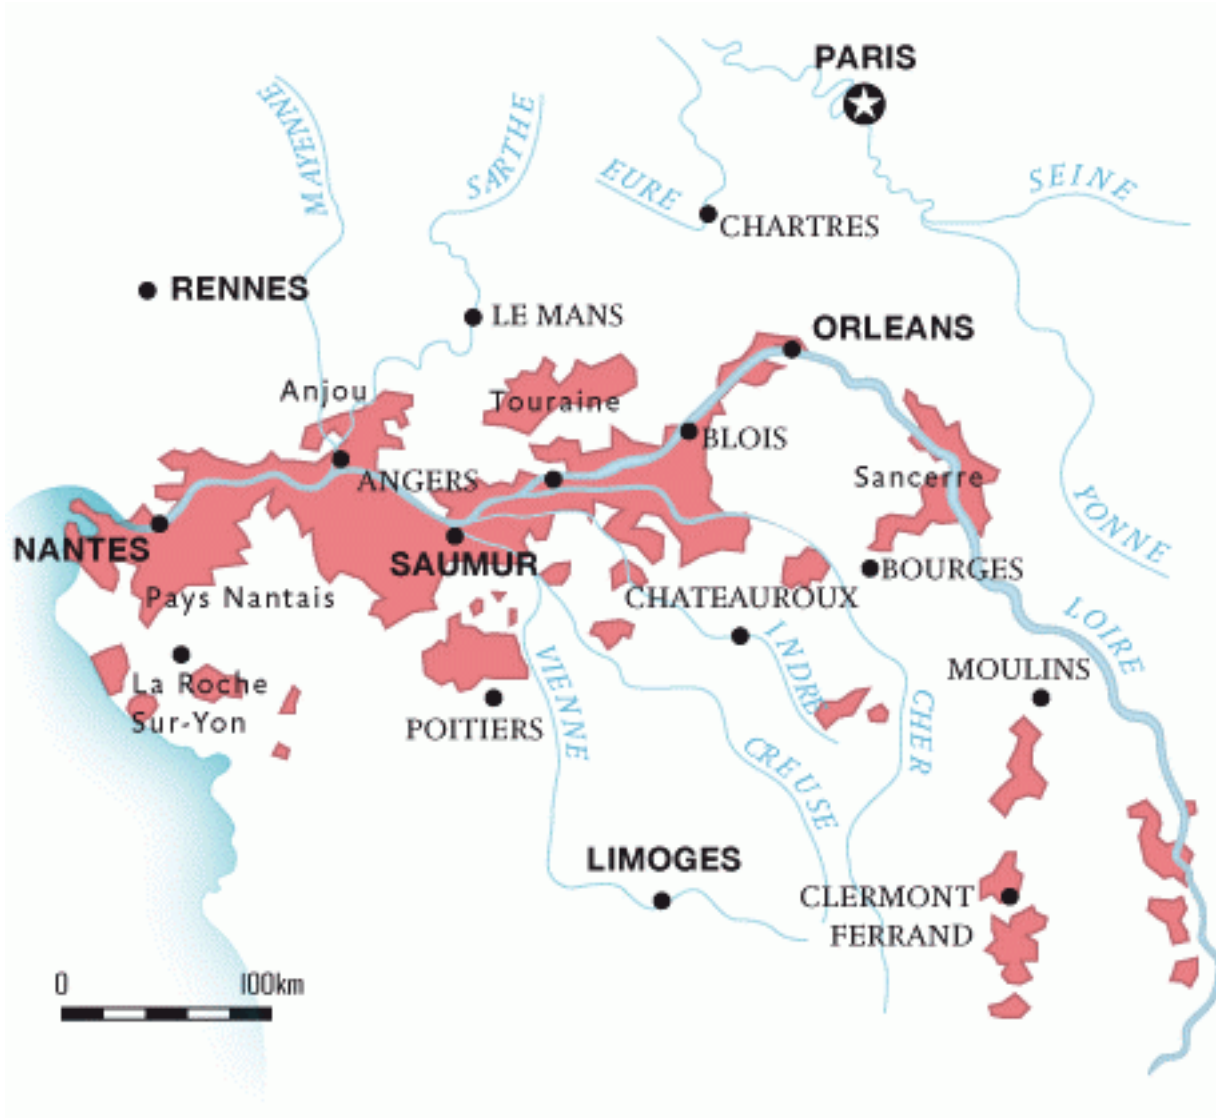 PARIS
MAYENNE
SARTHE
EURE
SEINE
CHARTRES
RENNES
LE MANS
ORLEANS
Anjou
Touraine
BLOIS
ANGERS
Sancerre
YONNE
NANTES
SAUMUR
BOURGES
Pays Nantais
CHATEAUROUX
LOIRE
INDRE
VIENNE
MOULINS
La Roche
Sur-Yon
POITIERS
CHER
CREUSE
LIMOGES
CLERMONT
FERRAND
0 100km